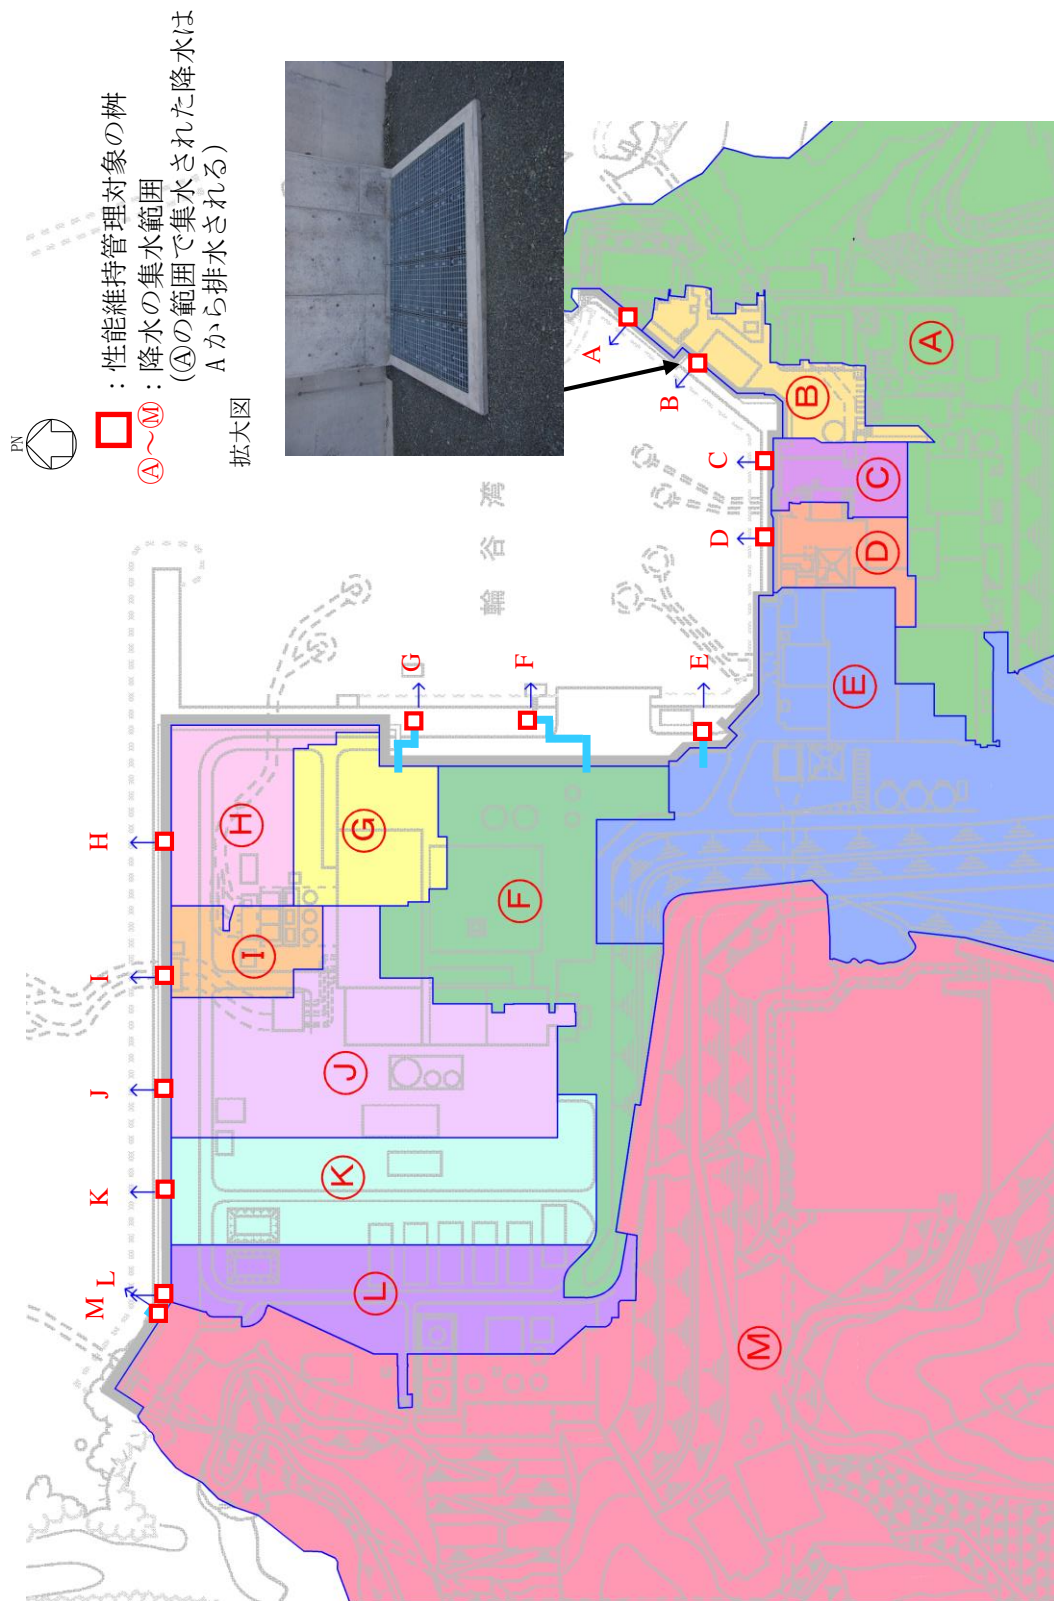 PN
：性能維持管理対象の桝
Ⓐ～Ⓜ：降水の集水範囲
（Ⓐの範囲で集水された降水は
Aから排水される）
拡大図
輪谷湾
A
B
C
D
E
F
G
H
I
J
K
L
M
Ⓐ
Ⓑ
Ⓒ
Ⓓ
Ⓔ
Ⓕ
Ⓖ
Ⓗ
Ⓘ
Ⓙ
Ⓚ
Ⓛ
Ⓜ